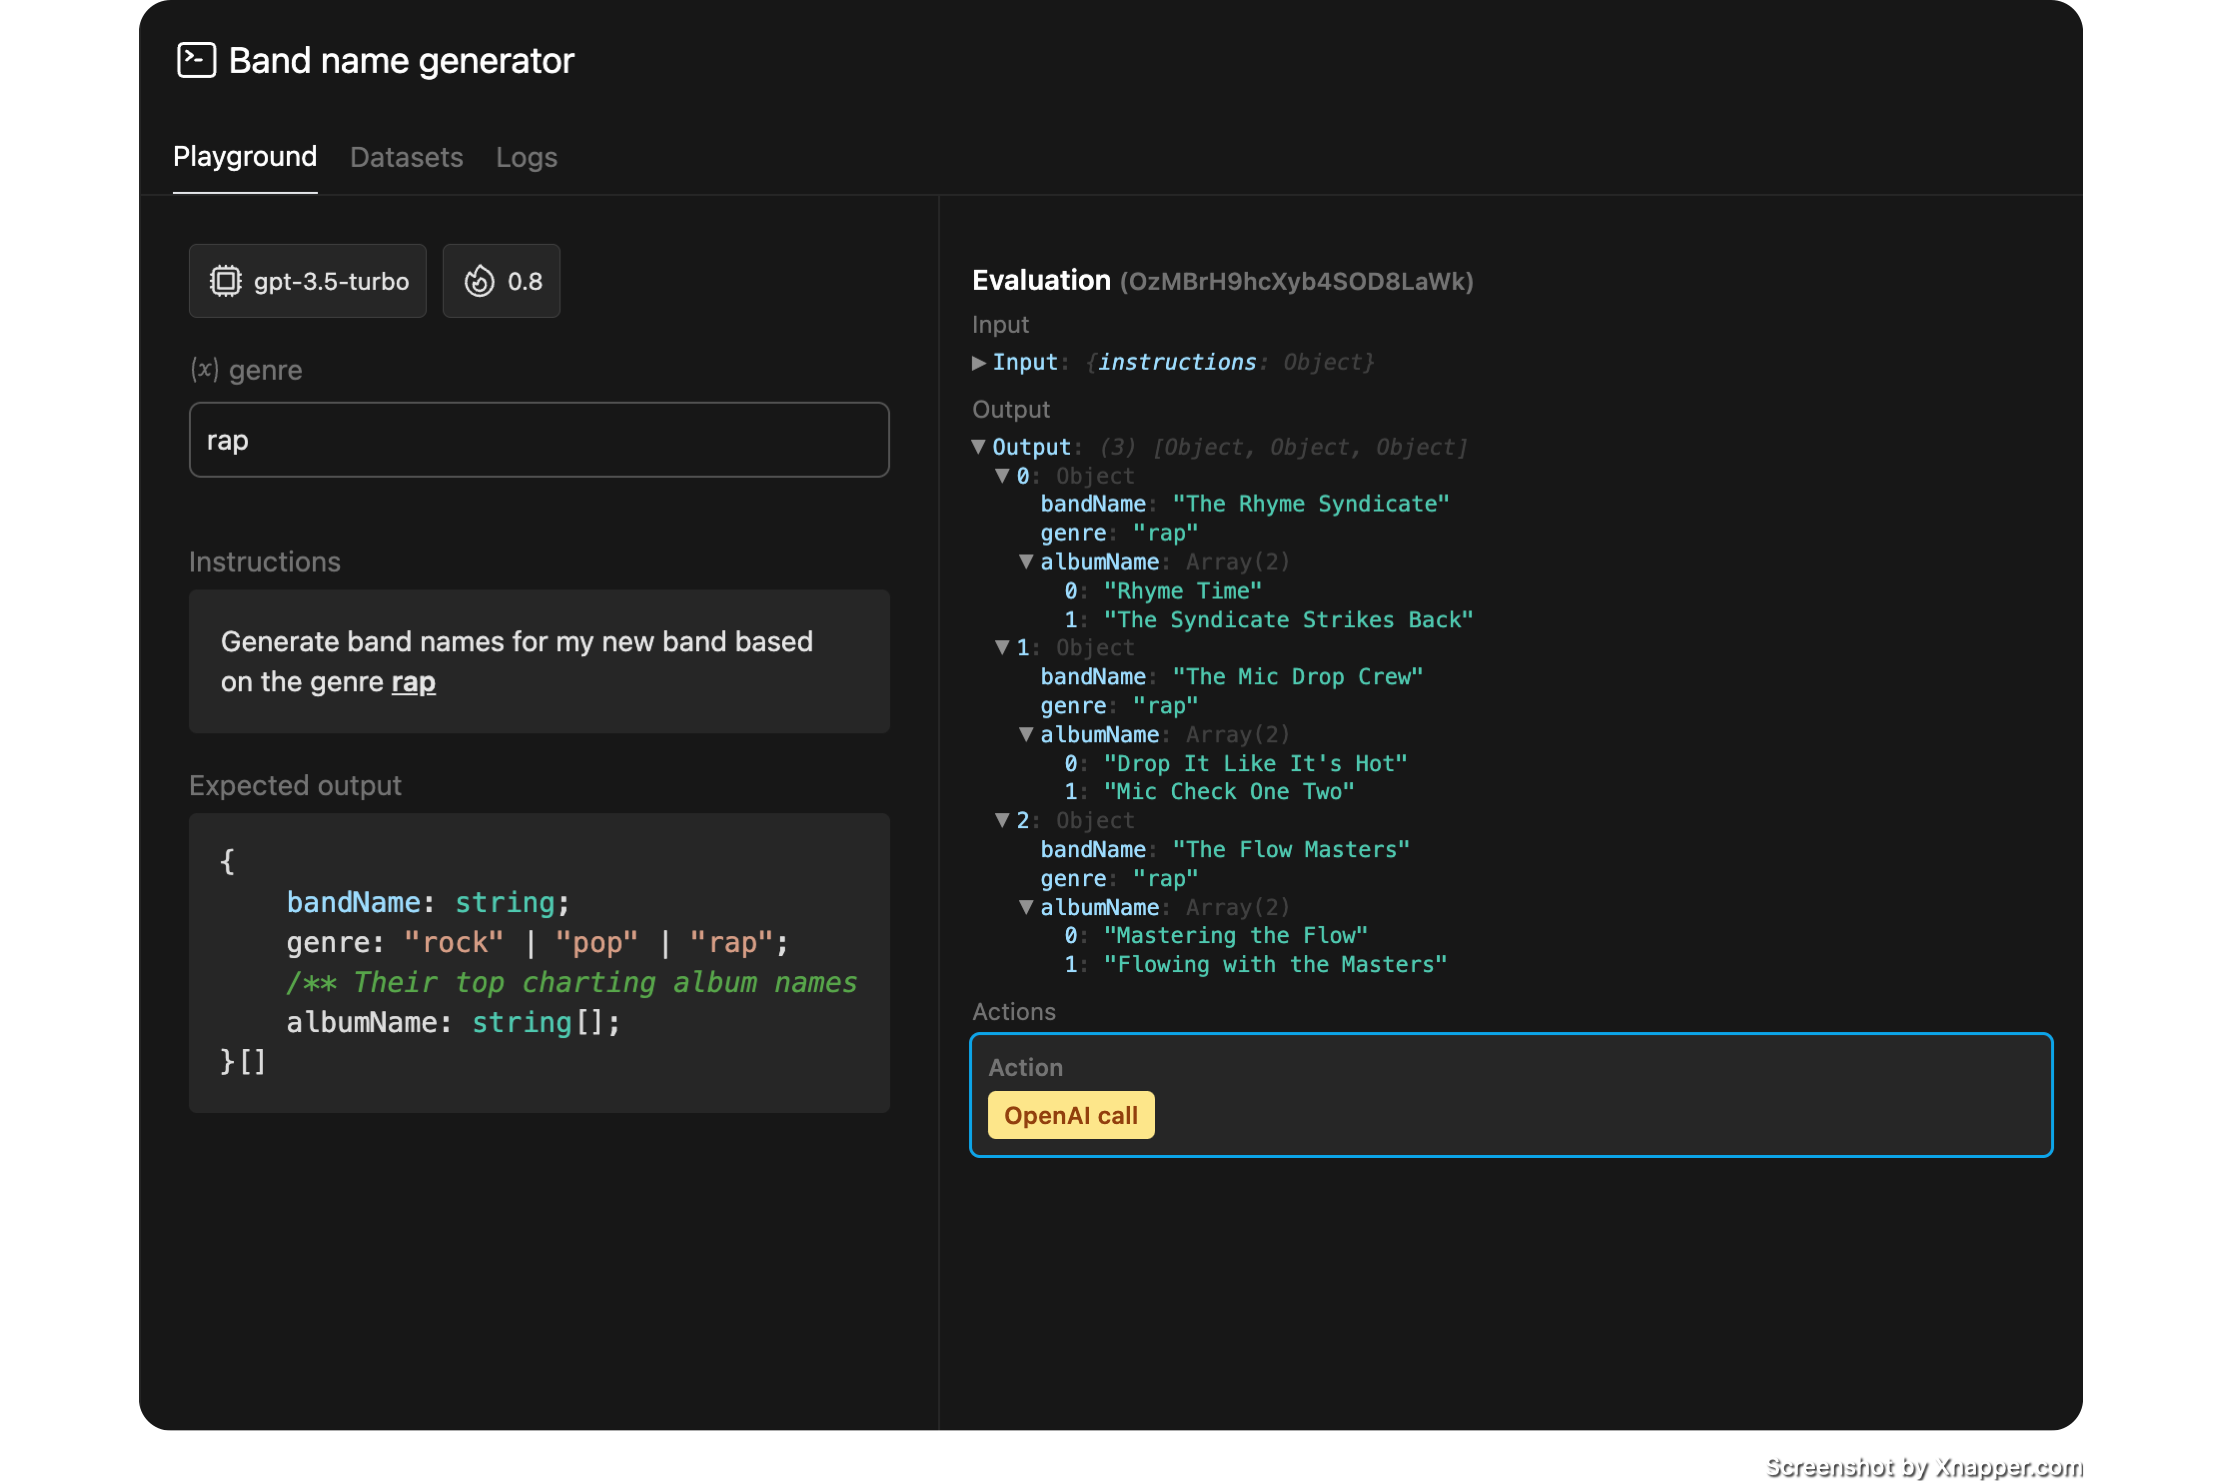 Band name generator
Playground Datasets Logs
gpt-3.5-turbo 0.8
(x) genre
rap
Instructions
Generate band names for my new band based
on the genre rap
Expected output
{
bandName: string;
genre: "rock" | "pop" | "rap";
/** Their top charting album names
albumName: string[];
}[]
Evaluation (OzMBrH9hcXyb4SOD8LaWk)
Input
▶ Input: {instructions: Object}
Output
▼ Output: (3) [Object, Object, Object]
▼ 0: Object
bandName: "The Rhyme Syndicate"
genre: "rap"
▼ albumName: Array(2)
0: "Rhyme Time"
1: "The Syndicate Strikes Back"
▼ 1: Object
bandName: "The Mic Drop Crew"
genre: "rap"
▼ albumName: Array(2)
0: "Drop It Like It's Hot"
1: "Mic Check One Two"
▼ 2: Object
bandName: "The Flow Masters"
genre: "rap"
▼ albumName: Array(2)
0: "Mastering the Flow"
1: "Flowing with the Masters"
Actions
Action
OpenAI call
Screenshot by Xnapper.com